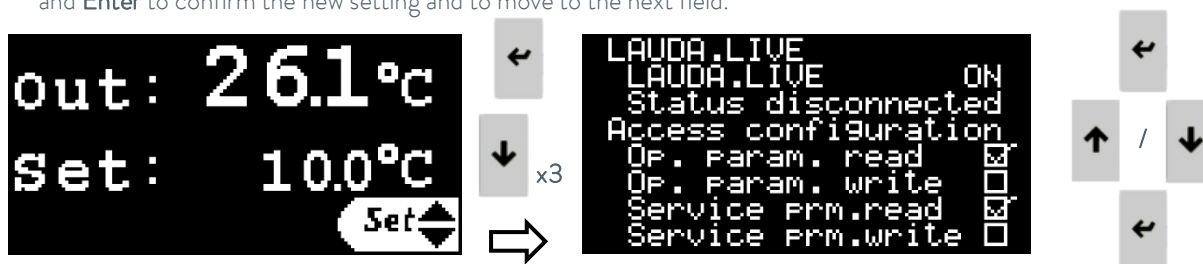 and Enter to confirm the new setting and to move to the next field.
out: 26.1°C
Set: 10.0°C
Set
x3
LAUDA.LIVE
LAUDA.LIVE ON
Status disconnected
Access configuration
Op. param. read
Op. param. write
Service prm.read
Service prm.write
/